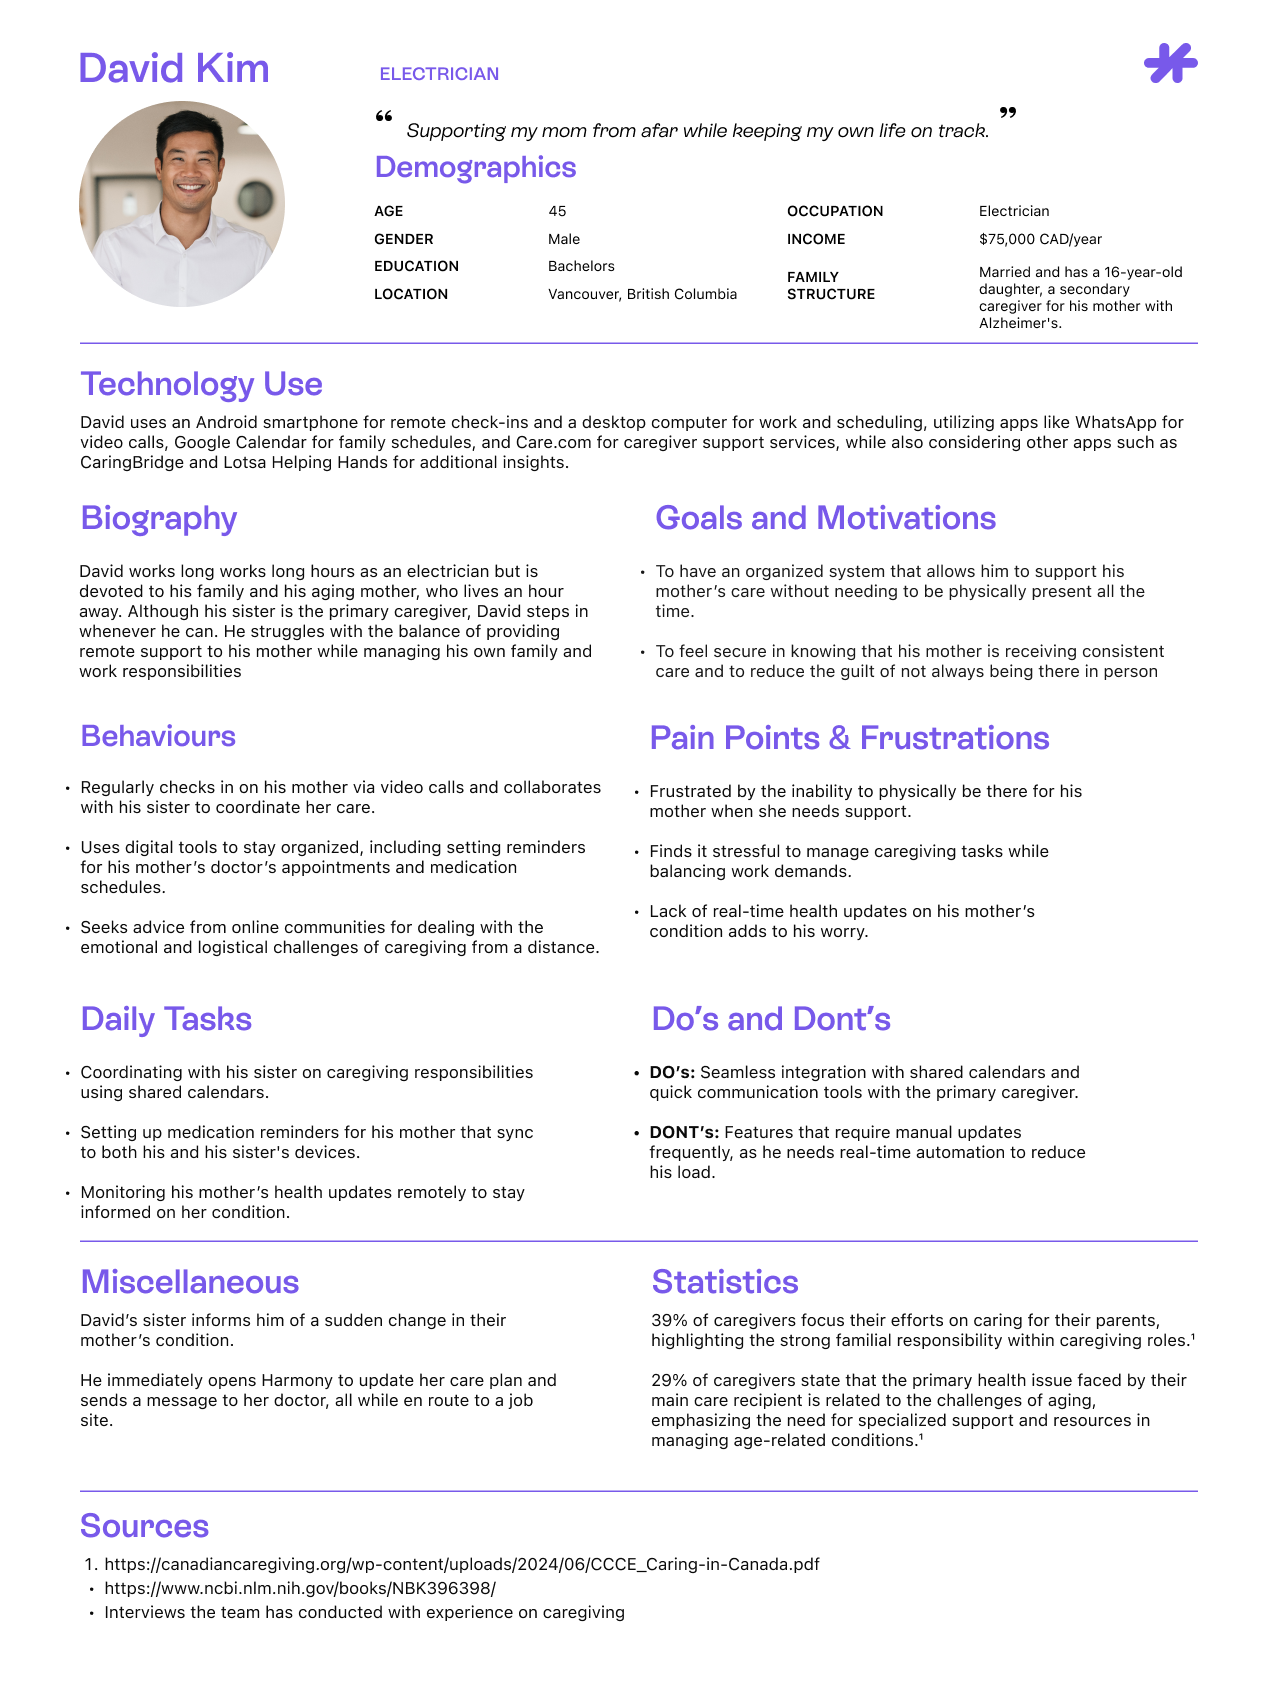 David Kim
ELECTRICIAN
“ Supporting my mom from afar while keeping my own life on track. ”
Demographics
AGE 45
GENDER Male
EDUCATION Bachelors
LOCATION Vancouver, British Columbia
OCCUPATION Electrician
INCOME $75,000 CAD/year
FAMILY
STRUCTURE
Married and has a 16-year-old
daughter, a secondary
caregiver for his mother with
Alzheimer's.
Technology Use
David uses an Android smartphone for remote check-ins and a desktop computer for work and scheduling, utilizing apps like WhatsApp for
video calls, Google Calendar for family schedules, and Care.com for caregiver support services, while also considering other apps such as
CaringBridge and Lotsa Helping Hands for additional insights.
Biography
David works long works long hours as an electrician but is
devoted to his family and his aging mother, who lives an hour
away. Although his sister is the primary caregiver, David steps in
whenever he can. He struggles with the balance of providing
remote support to his mother while managing his own family and
work responsibilities
Goals and Motivations
• To have an organized system that allows him to support his
mother’s care without needing to be physically present all the
time.
• To feel secure in knowing that his mother is receiving consistent
care and to reduce the guilt of not always being there in person
Behaviours
• Regularly checks in on his mother via video calls and collaborates
with his sister to coordinate her care.
• Uses digital tools to stay organized, including setting reminders
for his mother’s doctor’s appointments and medication
schedules.
• Seeks advice from online communities for dealing with the
emotional and logistical challenges of caregiving from a distance.
Pain Points & Frustrations
• Frustrated by the inability to physically be there for his
mother when she needs support.
• Finds it stressful to manage caregiving tasks while
balancing work demands.
• Lack of real-time health updates on his mother’s
condition adds to his worry.
Daily Tasks
• Coordinating with his sister on caregiving responsibilities
using shared calendars.
• Setting up medication reminders for his mother that sync
to both his and his sister's devices.
• Monitoring his mother’s health updates remotely to stay
informed on her condition.
Do’s and Dont’s
• DO’s: Seamless integration with shared calendars and
quick communication tools with the primary caregiver.
• DONT’s: Features that require manual updates
frequently, as he needs real-time automation to reduce
his load.
Miscellaneous
David’s sister informs him of a sudden change in their
mother’s condition.
He immediately opens Harmony to update her care plan and
sends a message to her doctor, all while en route to a job
site.
Statistics
39% of caregivers focus their efforts on caring for their parents,
highlighting the strong familial responsibility within caregiving roles.¹
29% of caregivers state that the primary health issue faced by their
main care recipient is related to the challenges of aging,
emphasizing the need for specialized support and resources in
managing age-related conditions.¹
Sources
1. https://canadiancaregiving.org/wp-content/uploads/2024/06/CCCE_Caring-in-Canada.pdf
• https://www.ncbi.nlm.nih.gov/books/NBK396398/
• Interviews the team has conducted with experience on caregiving